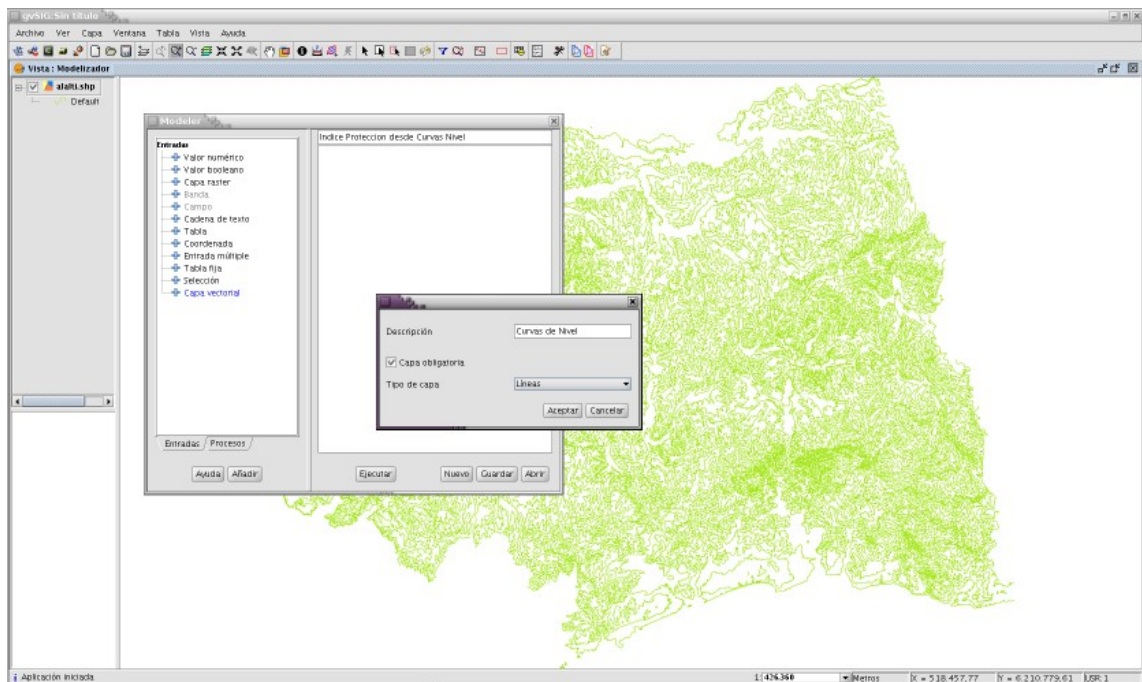 gvSIG:Sin título
Archivo Ver Capa Ventana Tabla Vista Ayuda
Vista : Modelizador
alalti.shp
Default
Modeler
Indice Proteccion desde Curvas Nivel
Entradas
Valor numérico
Valor booleano
Capa raster
Banda
Campo
Cadena de texto
Tabla
Coordenada
Entrada múltiple
Tabla fija
Selección
Capa vectorial
Descripción Curvas de Nivel
Capa obligatoria
Tipo de capa Líneas
Aceptar Cancelar
Entradas Procesos
Ayuda Añadir Ejecutar Nuevo Guardar Abrir
Aplicación iniciada 1: 426.360 Metros X = 518.457,77 Y = 6.210.779,61 USR:1